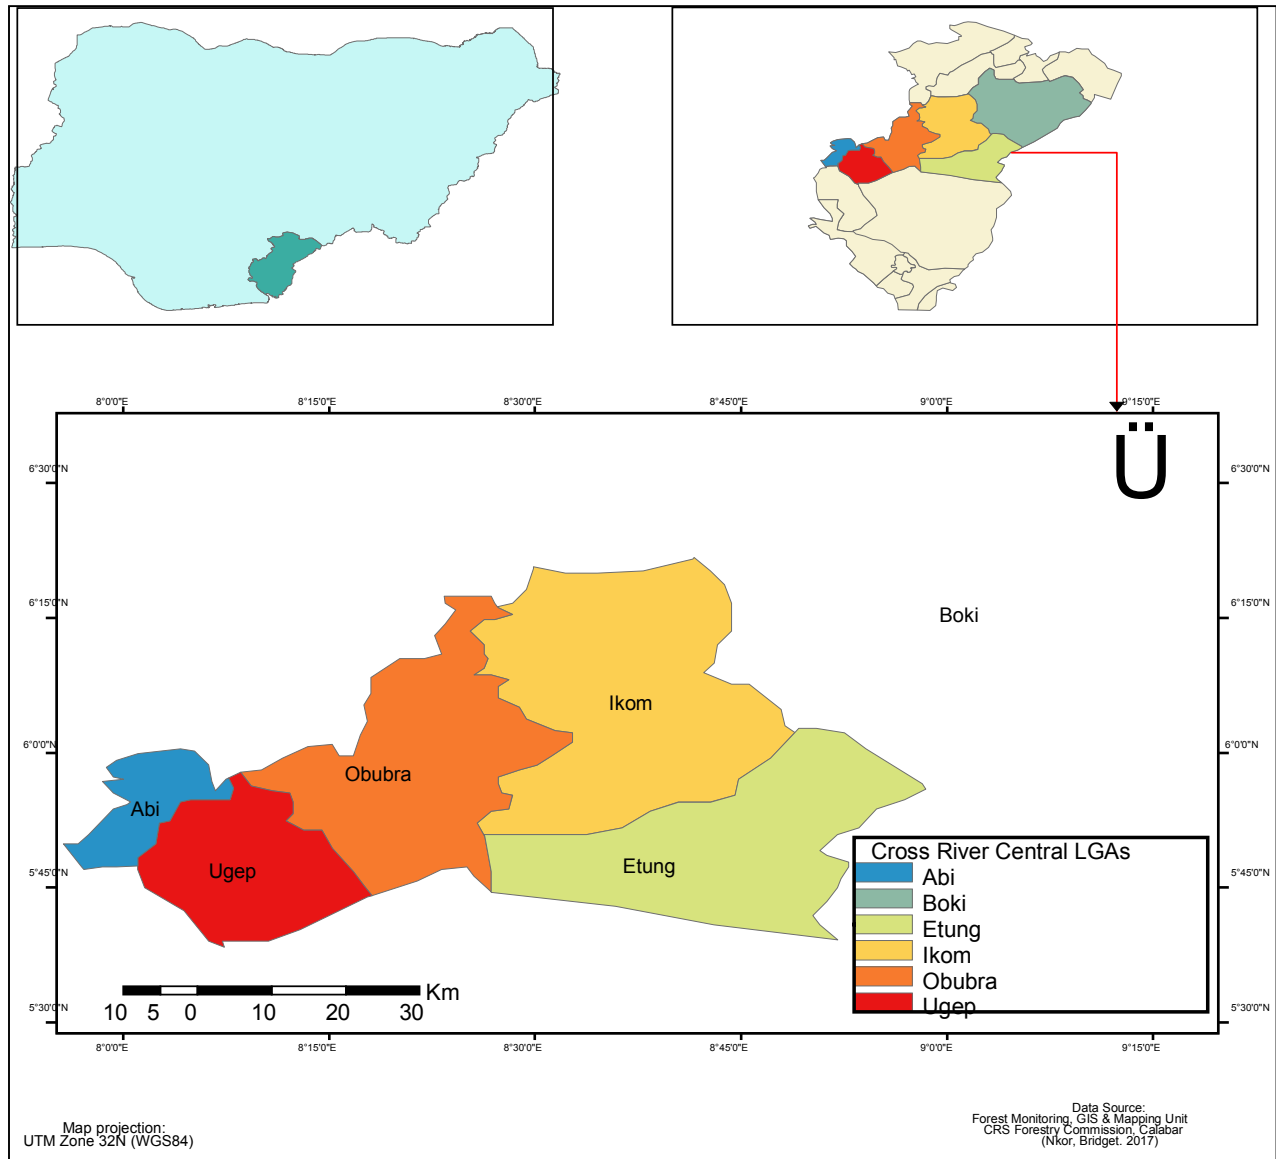 8°0'0"E 8°15'0"E 8°30'0"E 8°45'0"E 9°0'0"E 9°15'0"E
Ü
6°30'0"N 6°30'0"N
6°15'0"N 6°15'0"N
Boki
Ikom
6°0'0"N 6°0'0"N
Obubra
Abi
Ugep
Etung
5°45'0"N 5°45'0"N
Cross River Central LGAs
Abi
Boki
Etung
Ikom
Obubra
Ugep
Km
10 5 0 10 20 30
5°30'0"N 5°30'0"N
8°0'0"E 8°15'0"E 8°30'0"E 8°45'0"E 9°0'0"E 9°15'0"E
Map projection:
UTM Zone 32N (WGS84)
Data Source:
Forest Monitoring, GIS & Mapping Unit
CRS Forestry Commission, Calabar
(Nkor, Bridget. 2017)